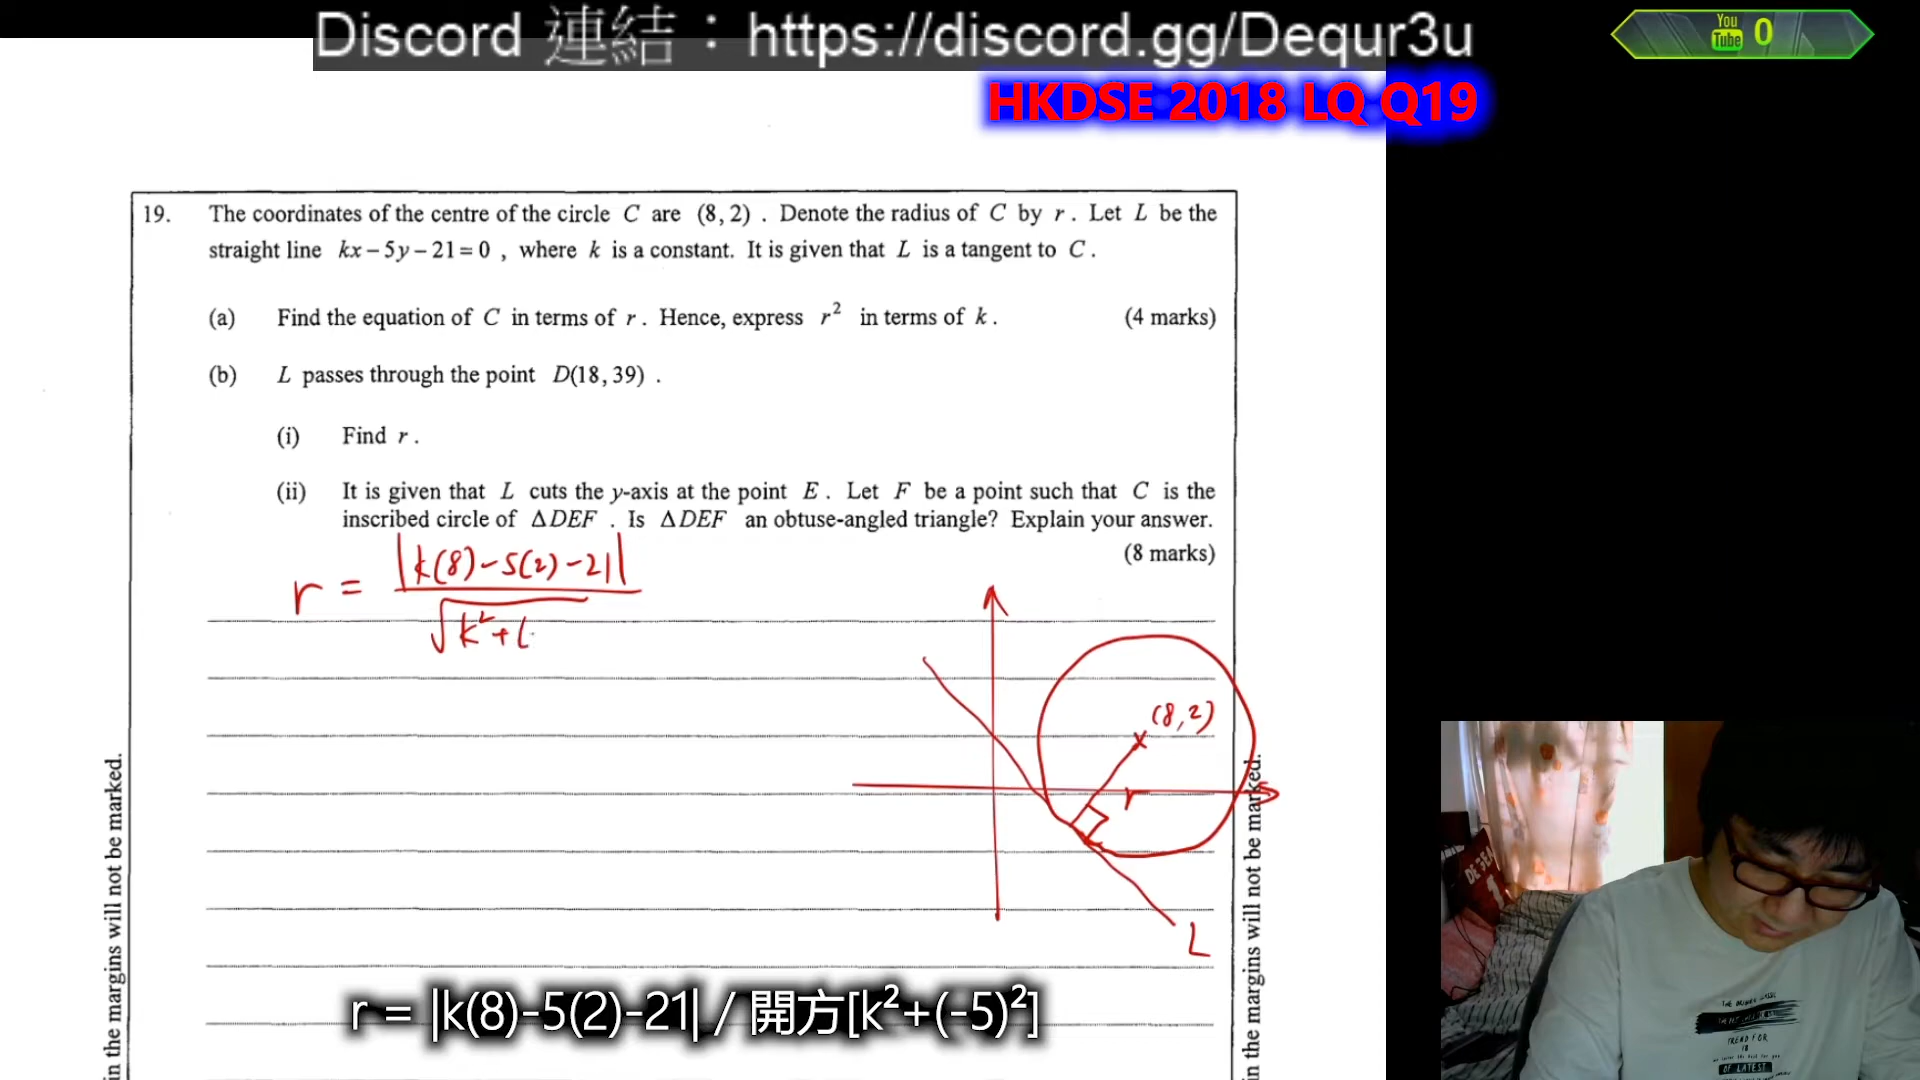 Discord 連結：https://discord.gg/Dequr3u
You Tube 0
HKDSE 2018 LQ Q19
19. The coordinates of the centre of the circle C are (8, 2) . Denote the radius of C by r . Let L be the
straight line kx – 5y – 21 = 0 , where k is a constant. It is given that L is a tangent to C .
(a) Find the equation of C in terms of r . Hence, express r² in terms of k . (4 marks)
(b) L passes through the point D(18, 39) .
(i) Find r .
(ii) It is given that L cuts the y-axis at the point E . Let F be a point such that C is the
inscribed circle of ΔDEF . Is ΔDEF an obtuse-angled triangle? Explain your answer.
(8 marks)
r = |k(8)-5(2)-21| / √k²+(
(8,2)
r
L
in the margins will not be marked.
in the margins will not be marked.
r = |k(8)-5(2)-21| / 開方[k²+(-5)²]
DE 3EA
1
TREND FOR
OF LATEST